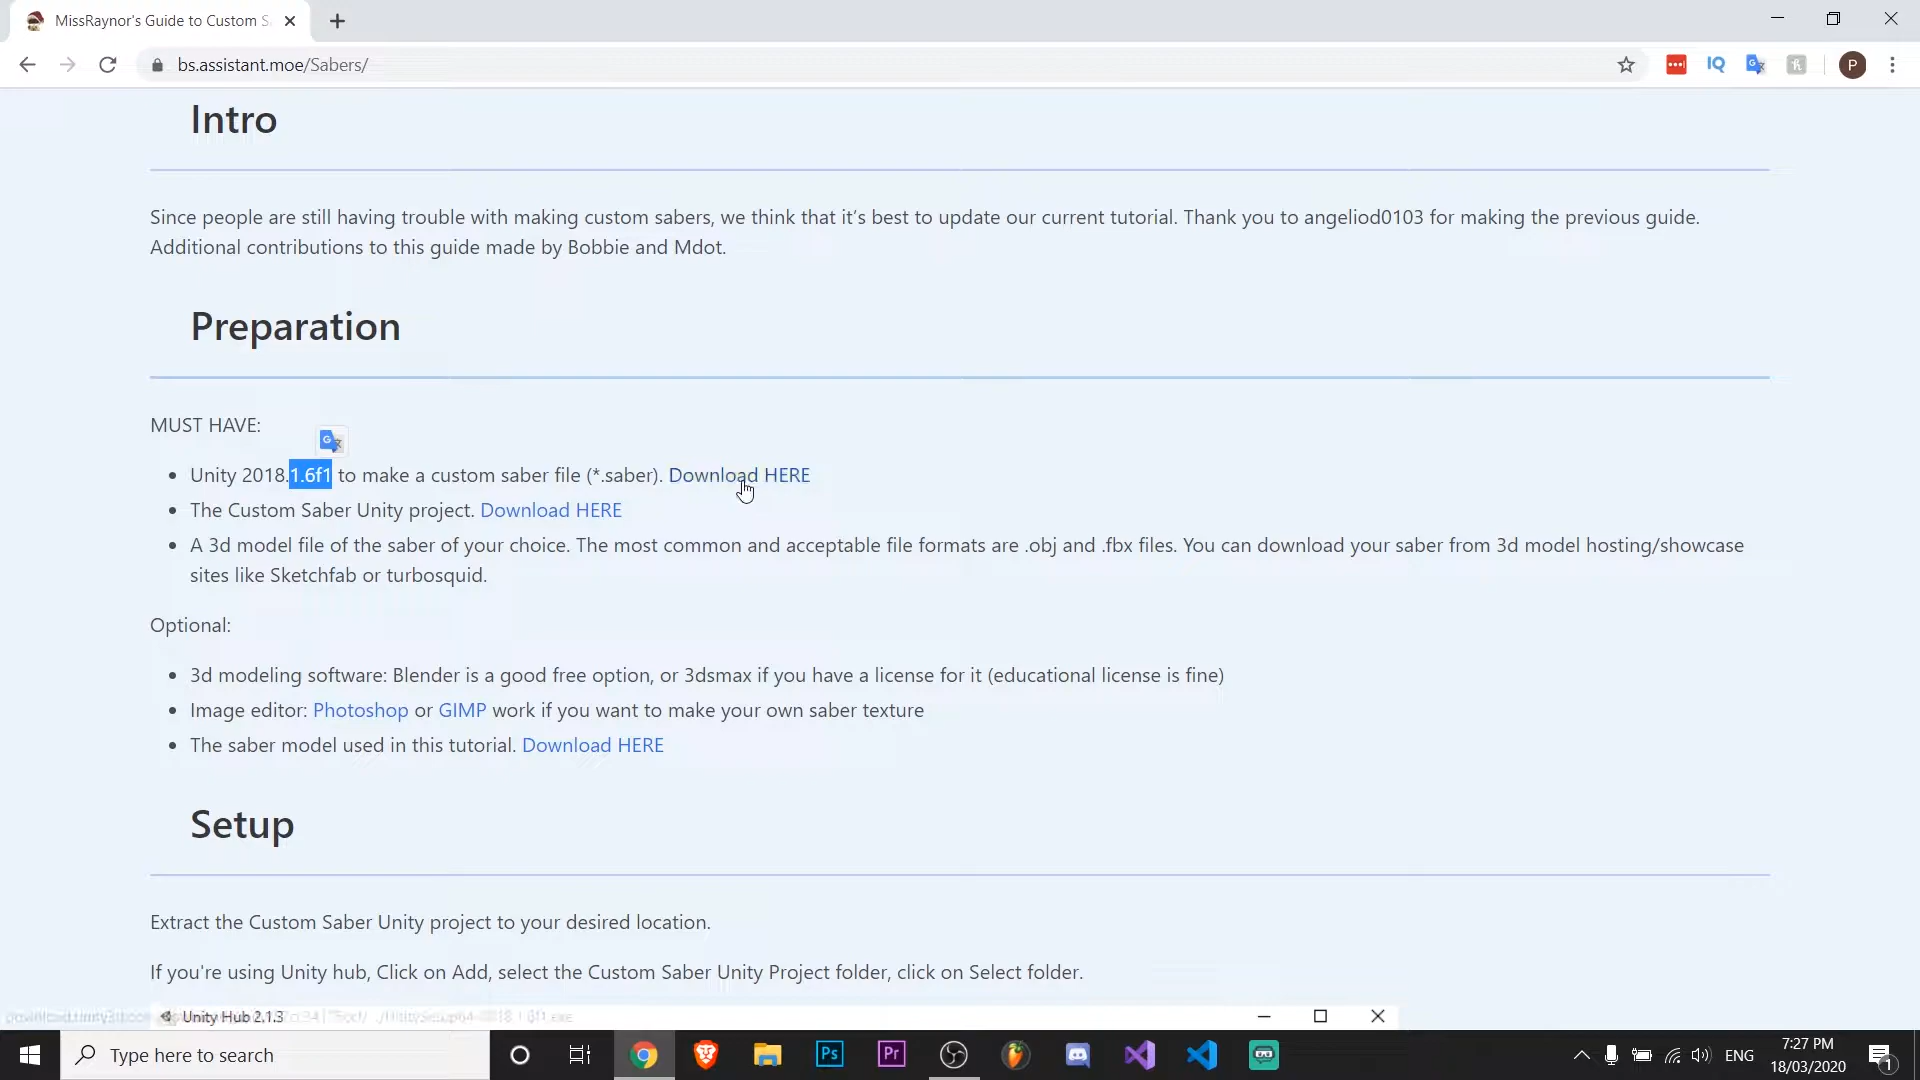 MissRaynor's Guide to Custom S
bs.assistant.moe/Sabers/
IQ
P
Intro
Since people are still having trouble with making custom sabers, we think that it's best to update our current tutorial. Thank you to angeliod0103 for making the previous guide.
Additional contributions to this guide made by Bobbie and Mdot.
Preparation
MUST HAVE:
Unity 2018.1.6f1 to make a custom saber file (*.saber). Download HERE
The Custom Saber Unity project. Download HERE
A 3d model file of the saber of your choice. The most common and acceptable file formats are .obj and .fbx files. You can download your saber from 3d model hosting/showcase
sites like Sketchfab or turbosquid.
Optional:
3d modeling software: Blender is a good free option, or 3dsmax if you have a license for it (educational license is fine)
Image editor: Photoshop or GIMP work if you want to make your own saber texture
The saber model used in this tutorial. Download HERE
Setup
Extract the Custom Saber Unity project to your desired location.
If you're using Unity hub, Click on Add, select the Custom Saber Unity Project folder, click on Select folder.
Unity Hub 2.1.3
Type here to search
Ps
Pr
ENG
7:27 PM
18/03/2020
1